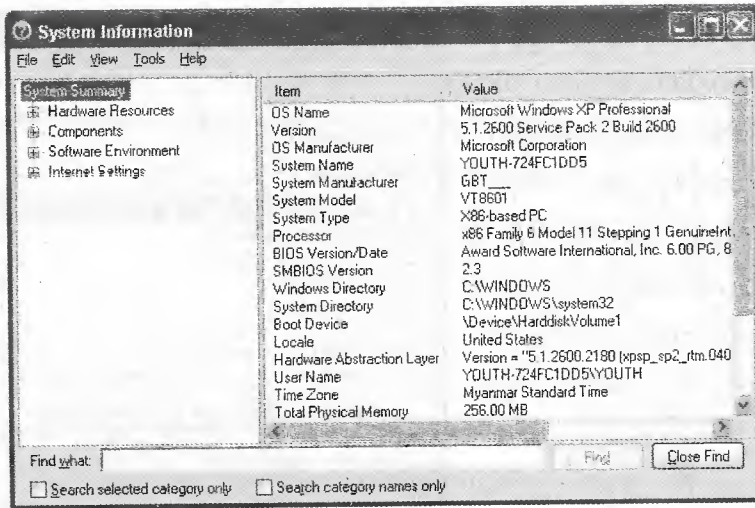 System Information
File Edit View Tools Help
System Summary
Hardware Resources
Components
Software Environment
Internet Settings
Item Value
OS Name Microsoft Windows XP Professional
Version 5.1.2600 Service Pack 2 Build 2600
OS Manufacturer Microsoft Corporation
System Name YOUTH-724FC1DD5
System Manufacturer GBT___
System Model VT8601
System Type X86-based PC
Processor x86 Family 6 Model 11 Stepping 1 GenuineInt
BIOS Version/Date Award Software International, Inc. 6.00 PG, 8
SMBIOS Version 2.3
Windows Directory C:\WINDOWS
System Directory C:\WINDOWS\system32
Boot Device \Device\HarddiskVolume1
Locale United States
Hardware Abstraction Layer Version = "5.1.2600.2180 (xpsp_sp2_rtm.040
User Name YOUTH-724FC1DD5\YOUTH
Time Zone Myanmar Standard Time
Total Physical Memory 256.00 MB
Find what: Find Close Find
Search selected category only Search category names only